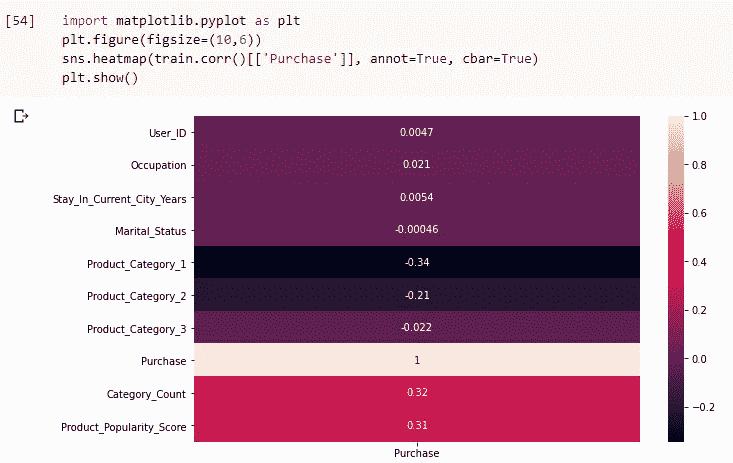 [54] import matplotlib.pyplot as plt
plt.figure(figsize=(10,6))
sns.heatmap(train.corr()[['Purchase']], annot=True, cbar=True)
plt.show()
User_ID 0.0047
Occupation 0.021
Stay_In_Current_City_Years 0.0054
Marital_Status -0.00046
Product_Category_1 -0.34
Product_Category_2 -0.21
Product_Category_3 -0.022
Purchase 1
Category_Count 0.32
Product_Popularity_Score 0.31
Purchase
1.0
0.8
0.6
0.4
0.2
0.0
−0.2